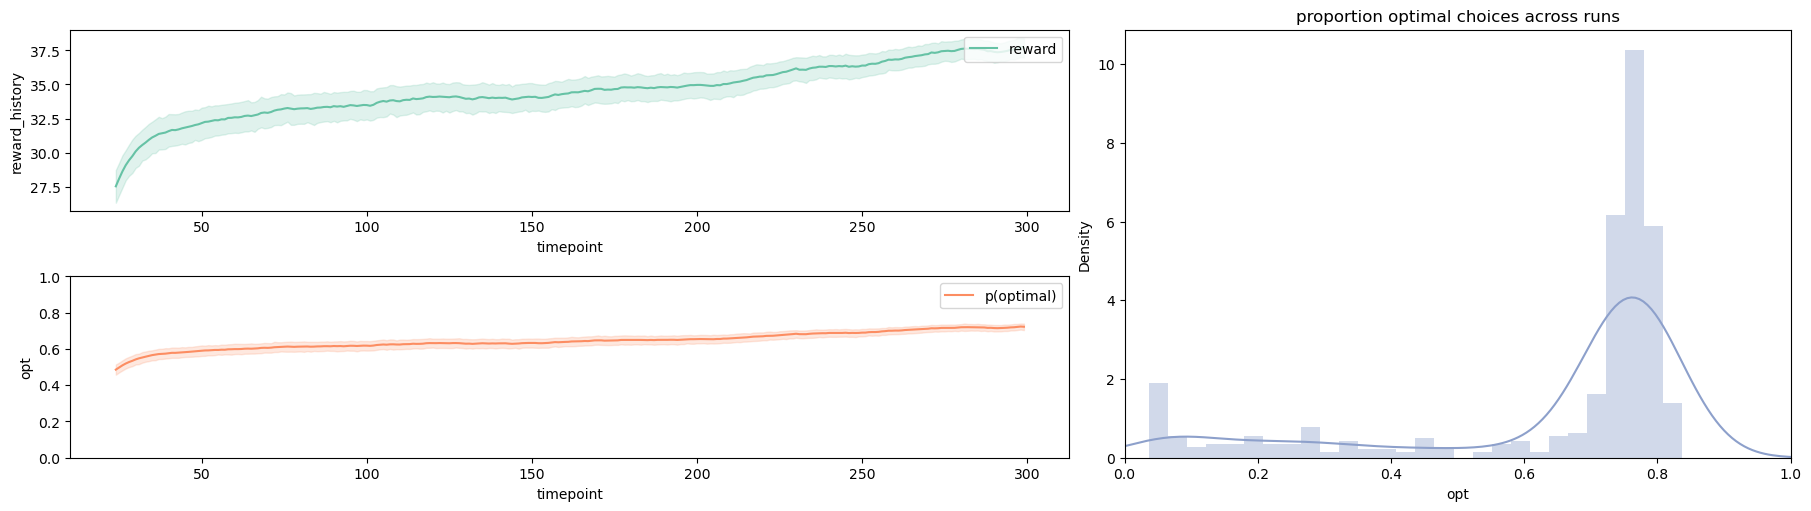 37.5
35.0
32.5
30.0
27.5
reward_history
reward
50 100 150 200 250 300
timepoint
1.0
0.8
0.6
0.4
0.2
0.0
opt
p(optimal)
50 100 150 200 250 300
timepoint
proportion optimal choices across runs
10
8
6
4
2
0
Density
0.0 0.2 0.4 0.6 0.8 1.0
opt